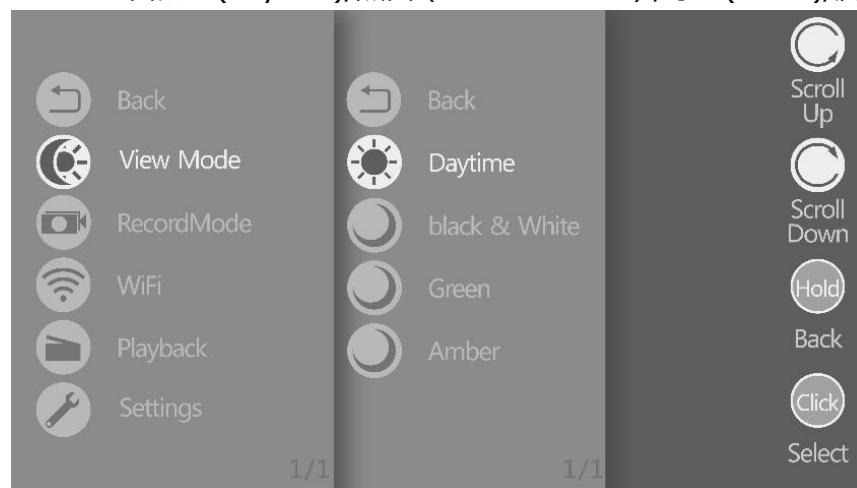 Back
View Mode
RecordMode
WiFi
Playback
Settings
1/1
Back
Daytime
black & White
Green
Amber
1/1
Scroll
Up
Scroll
Down
Hold
Back
Click
Select